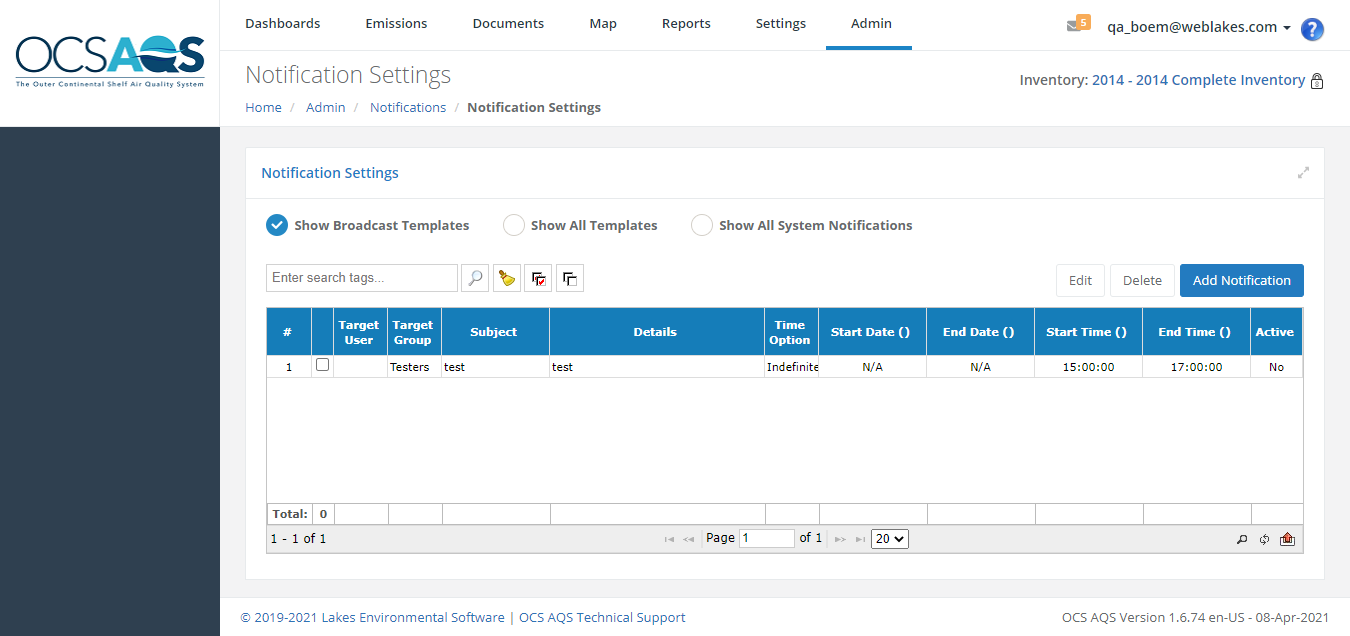 OCSAQS
The Outer Continental Shelf Air Quality System
Dashboards Emissions Documents Map Reports Settings Admin
5 qa_boem@weblakes.com ?
Notification Settings
Inventory: 2014 - 2014 Complete Inventory
Home / Admin / Notifications / Notification Settings
Notification Settings
Show Broadcast Templates Show All Templates Show All System Notifications
Enter search tags... Edit Delete Add Notification
# Target User Target Group Subject Details Time Option Start Date () End Date () Start Time () End Time () Active
1 Testers test test Indefinite N/A N/A 15:00:00 17:00:00 No
Total: 0
1 - 1 of 1 Page 1 of 1 20
© 2019-2021 Lakes Environmental Software | OCS AQS Technical Support OCS AQS Version 1.6.74 en-US - 08-Apr-2021